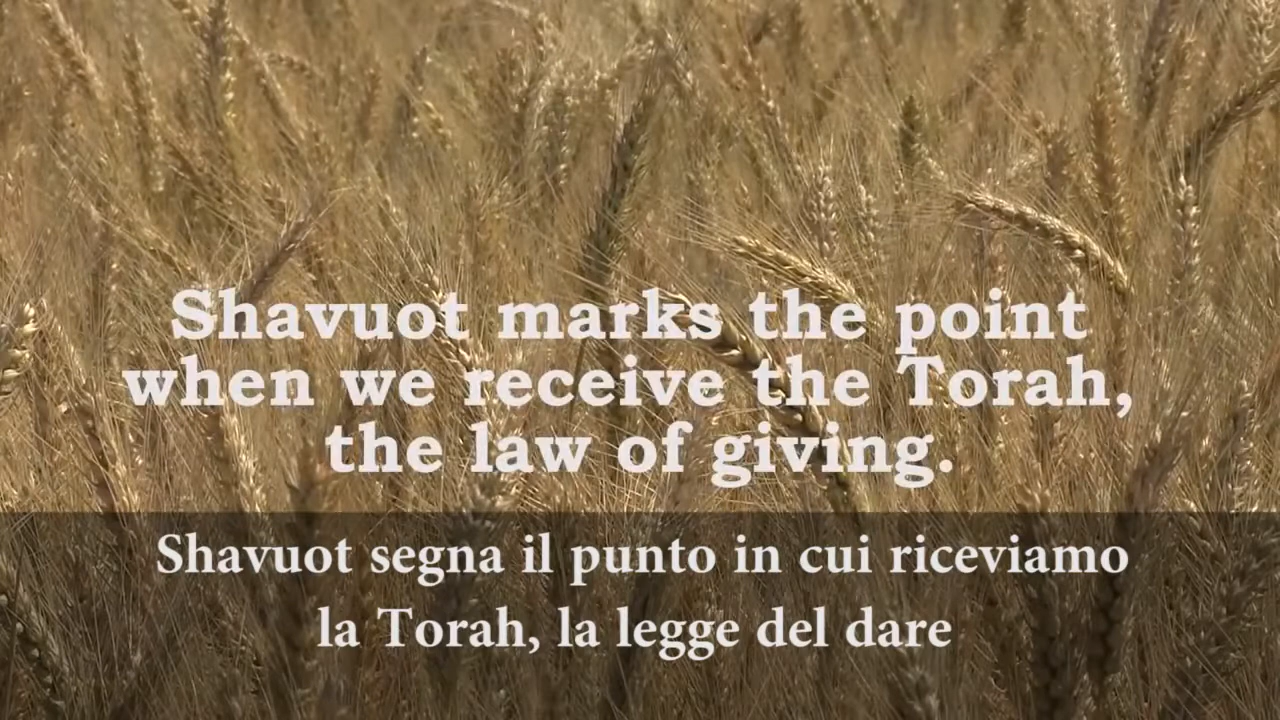 Shavuot marks the point
when we receive the Torah,
the law of giving.
Shavuot segna il punto in cui riceviamo
la Torah, la legge del dare